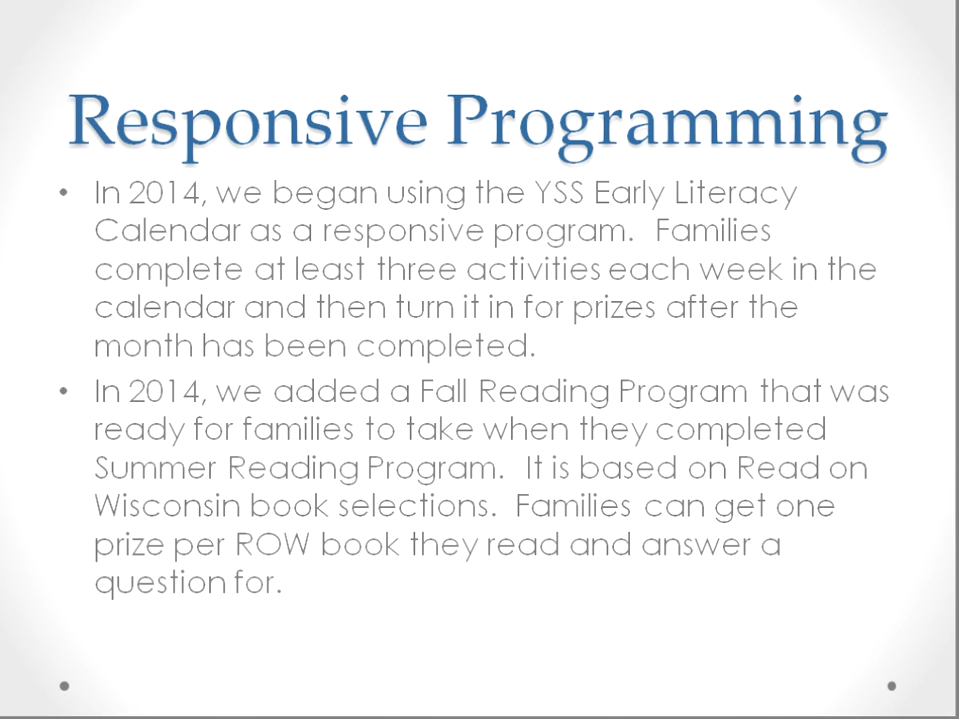 Responsive Programming
• In 2014, we began using the YSS Early Literacy
Calendar as a responsive program.  Families
complete at least three activities each week in the
calendar and then turn it in for prizes after the
month has been completed.
• In 2014, we added a Fall Reading Program that was
ready for families to take when they completed
Summer Reading Program.  It is based on Read on
Wisconsin book selections.  Families can get one
prize per ROW book they read and answer a
question for.